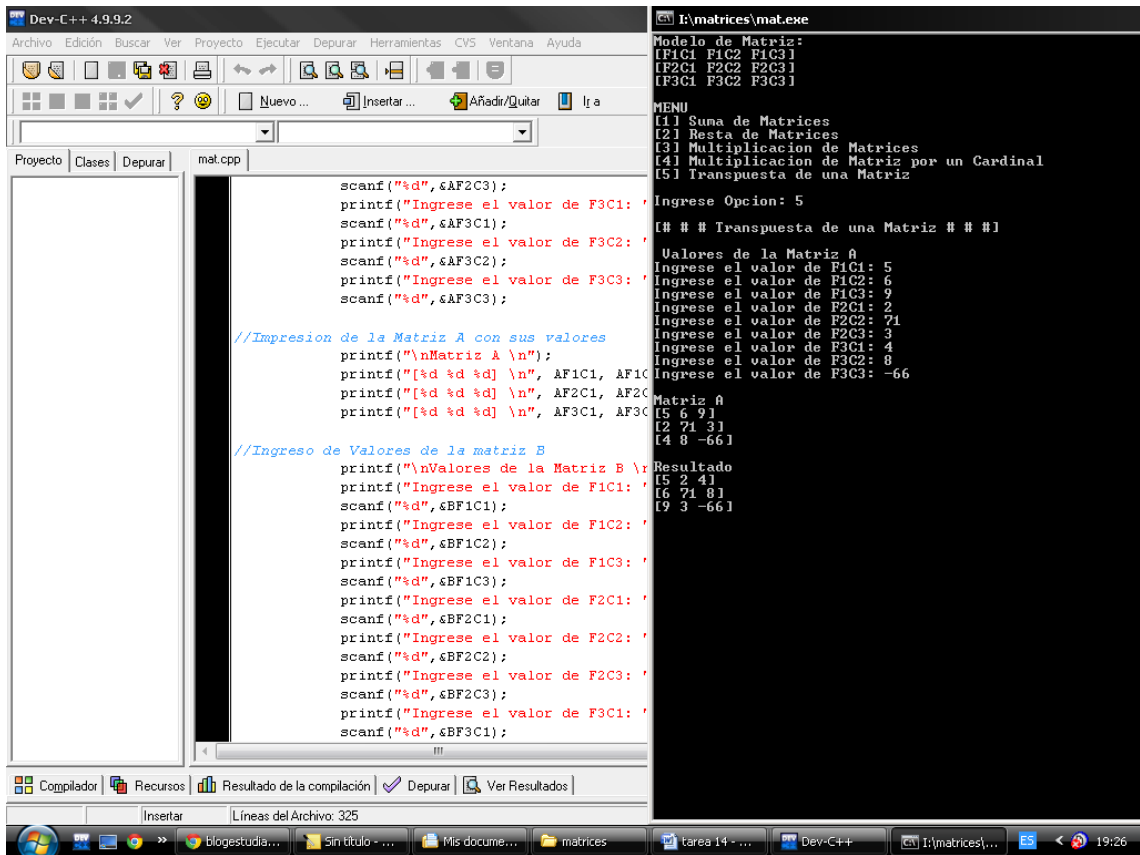 Dev-C++ 4.9.9.2
Archivo Edición Buscar Ver Proyecto Ejecutar Depurar Herramientas CVS Ventana Ayuda
Nuevo ... Insertar ... Añadir/Quitar Ir a
Proyecto Clases Depurar
mat.cpp
scanf("%d",&AF2C3);
printf("Ingrese el valor de F3C1: "
scanf("%d",&AF3C1);
printf("Ingrese el valor de F3C2: "
scanf("%d",&AF3C2);
printf("Ingrese el valor de F3C3: "
scanf("%d",&AF3C3);
//Impresion de la Matriz A con sus valores
printf("\nMatriz A \n");
printf("[%d %d %d] \n", AF1C1, AF1C
printf("[%d %d %d] \n", AF2C1, AF2C
printf("[%d %d %d] \n", AF3C1, AF3C
//Ingreso de Valores de la matriz B
printf("\nValores de la Matriz B \n
printf("Ingrese el valor de F1C1: "
scanf("%d",&BF1C1);
printf("Ingrese el valor de F1C2: "
scanf("%d",&BF1C2);
printf("Ingrese el valor de F1C3: "
scanf("%d",&BF1C3);
printf("Ingrese el valor de F2C1: "
scanf("%d",&BF2C1);
printf("Ingrese el valor de F2C2: "
scanf("%d",&BF2C2);
printf("Ingrese el valor de F2C3: "
scanf("%d",&BF2C3);
printf("Ingrese el valor de F3C1: "
scanf("%d",&BF3C1);
Compilador Recursos Resultado de la compilación Depurar Ver Resultados
Insertar Líneas del Archivo: 325
I:\matrices\mat.exe
Modelo de Matriz:
[F1C1 F1C2 F1C3]
[F2C1 F2C2 F2C3]
[F3C1 F3C2 F3C3]
MENU
[1] Suma de Matrices
[2] Resta de Matrices
[3] Multiplicacion de Matrices
[4] Multiplicacion de Matriz por un Cardinal
[5] Transpuesta de una Matriz
Ingrese Opcion: 5
[# # # Transpuesta de una Matriz # # #]
Valores de la Matriz A
Ingrese el valor de F1C1: 5
Ingrese el valor de F1C2: 6
Ingrese el valor de F1C3: 9
Ingrese el valor de F2C1: 2
Ingrese el valor de F2C2: 71
Ingrese el valor de F2C3: 3
Ingrese el valor de F3C1: 4
Ingrese el valor de F3C2: 8
Ingrese el valor de F3C3: -66
Matriz A
[5 6 9]
[2 71 3]
[4 8 -66]
Resultado
[5 2 4]
[6 71 8]
[9 3 -66]
blogestudia... Sin título - ... Mis docume... matrices tarea 14 - ... Dev-C++ I:\matrices\... ES 19:26